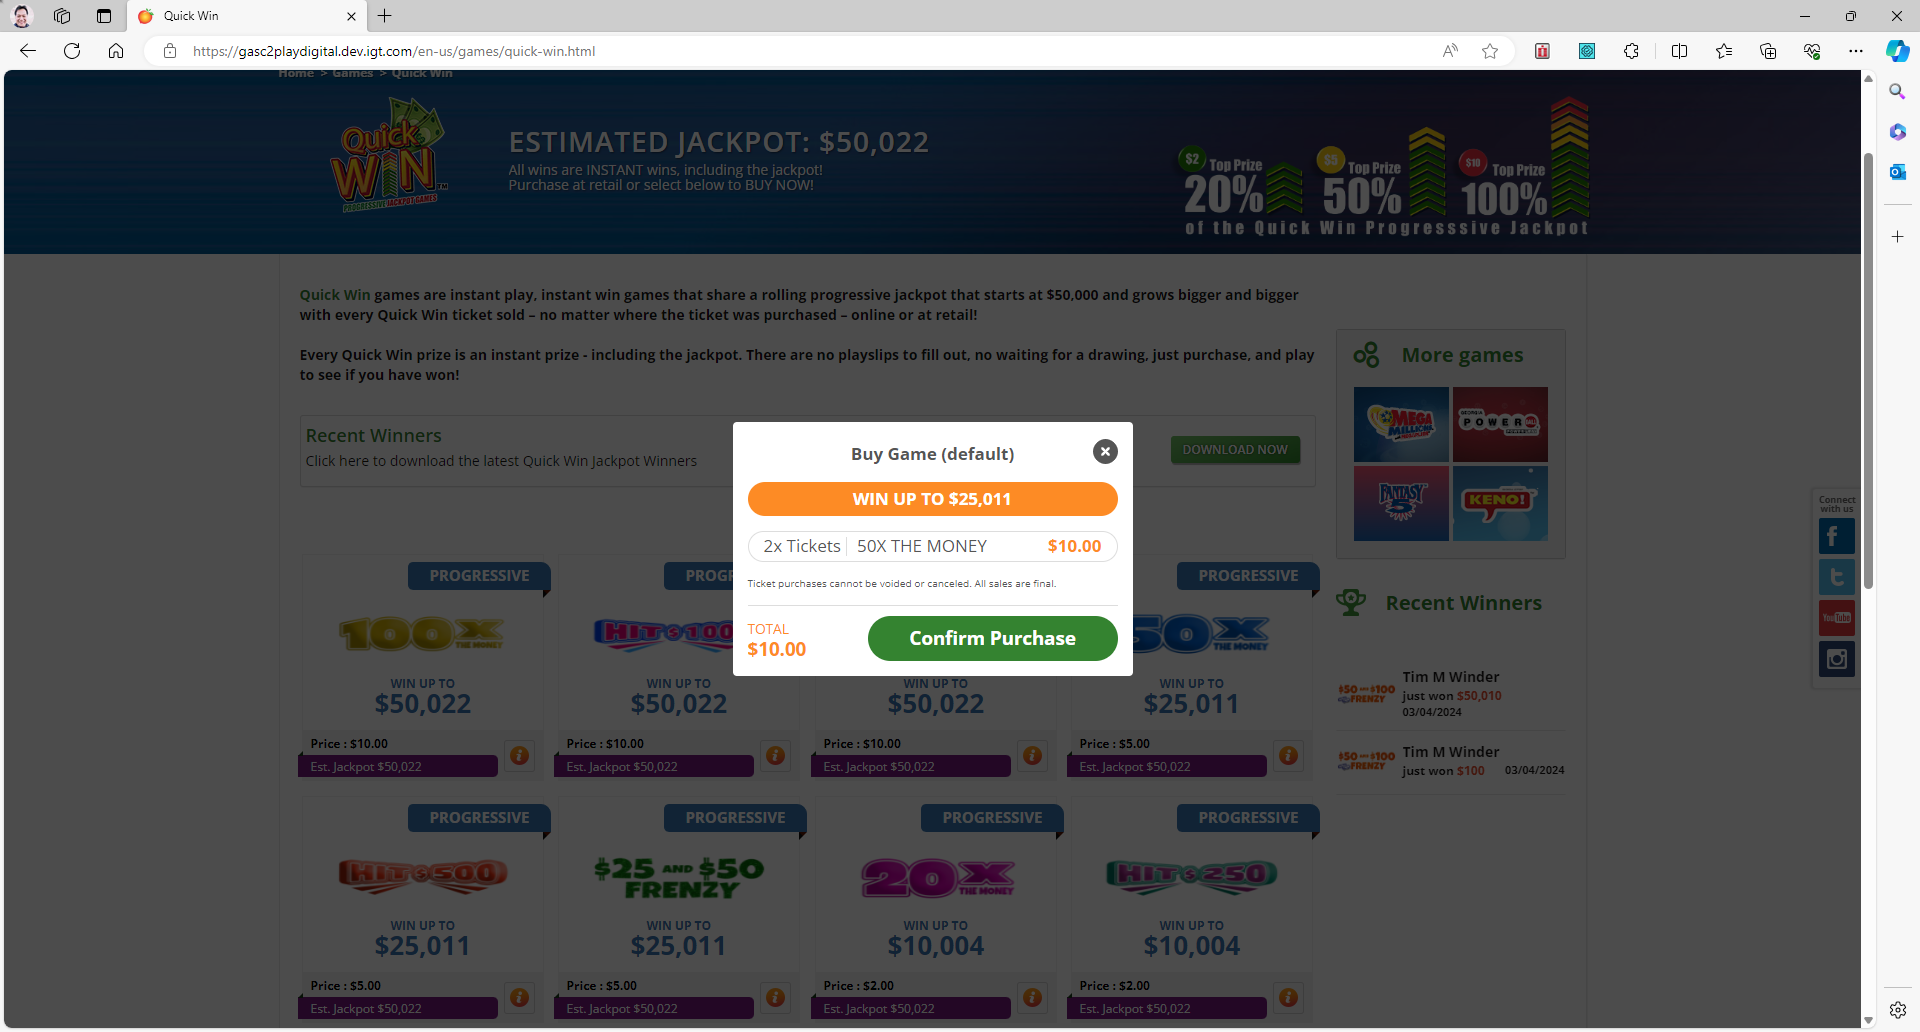 Quick Win
https://gasc2playdigital.dev.igt.com/en-us/games/quick-win.html
Home > Games > Quick Win
Quick
WIN™
PROGRESSIVE JACKPOT GAMES
ESTIMATED JACKPOT: $50,022
All wins are INSTANT wins, including the jackpot!
Purchase at retail or select below to BUY NOW!
$2 Top Prize
20%
$5 Top Prize
50%
$10 Top Prize
100%
of the Quick Win Progresssive Jackpot
Quick Win games are instant play, instant win games that share a rolling progressive jackpot that starts at $50,000 and grows bigger and bigger
with every Quick Win ticket sold – no matter where the ticket was purchased – online or at retail!
Every Quick Win prize is an instant prize - including the jackpot. There are no playslips to fill out, no waiting for a drawing, just purchase, and play
to see if you have won!
Recent Winners
Click here to download the latest Quick Win Jackpot Winners
DOWNLOAD NOW
Buy Game (default)
WIN UP TO $25,011
2x Tickets
50X THE MONEY
$10.00
Ticket purchases cannot be voided or canceled. All sales are final.
TOTAL
$10.00
Confirm Purchase
PROGRESSIVE
100X THE MONEY
WIN UP TO
$50,022
Price : $10.00
Est. Jackpot $50,022
PROGR
HIT $ 100
WIN UP TO
$50,022
Price : $10.00
Est. Jackpot $50,022
WIN UP TO
$50,022
Price : $10.00
Est. Jackpot $50,022
PROGRESSIVE
50X THE MONEY
WIN UP TO
$25,011
Price : $5.00
Est. Jackpot $50,022
PROGRESSIVE
HIT $ 500
WIN UP TO
$25,011
Price : $5.00
Est. Jackpot $50,022
PROGRESSIVE
$25 AND $50
FRENZY
WIN UP TO
$25,011
Price : $5.00
Est. Jackpot $50,022
PROGRESSIVE
20X THE MONEY
WIN UP TO
$10,004
Price : $2.00
Est. Jackpot $50,022
PROGRESSIVE
HIT $ 250
WIN UP TO
$10,004
Price : $2.00
Est. Jackpot $50,022
More games
MEGA
MILLIONS
POWER BALL
FANTASY
5
KENO!
Recent Winners
$50 AND $100
FRENZY
Tim M Winder
just won $50,010
03/04/2024
$50 AND $100
FRENZY
Tim M Winder
just won $100
03/04/2024
Connect
with us
You Tube